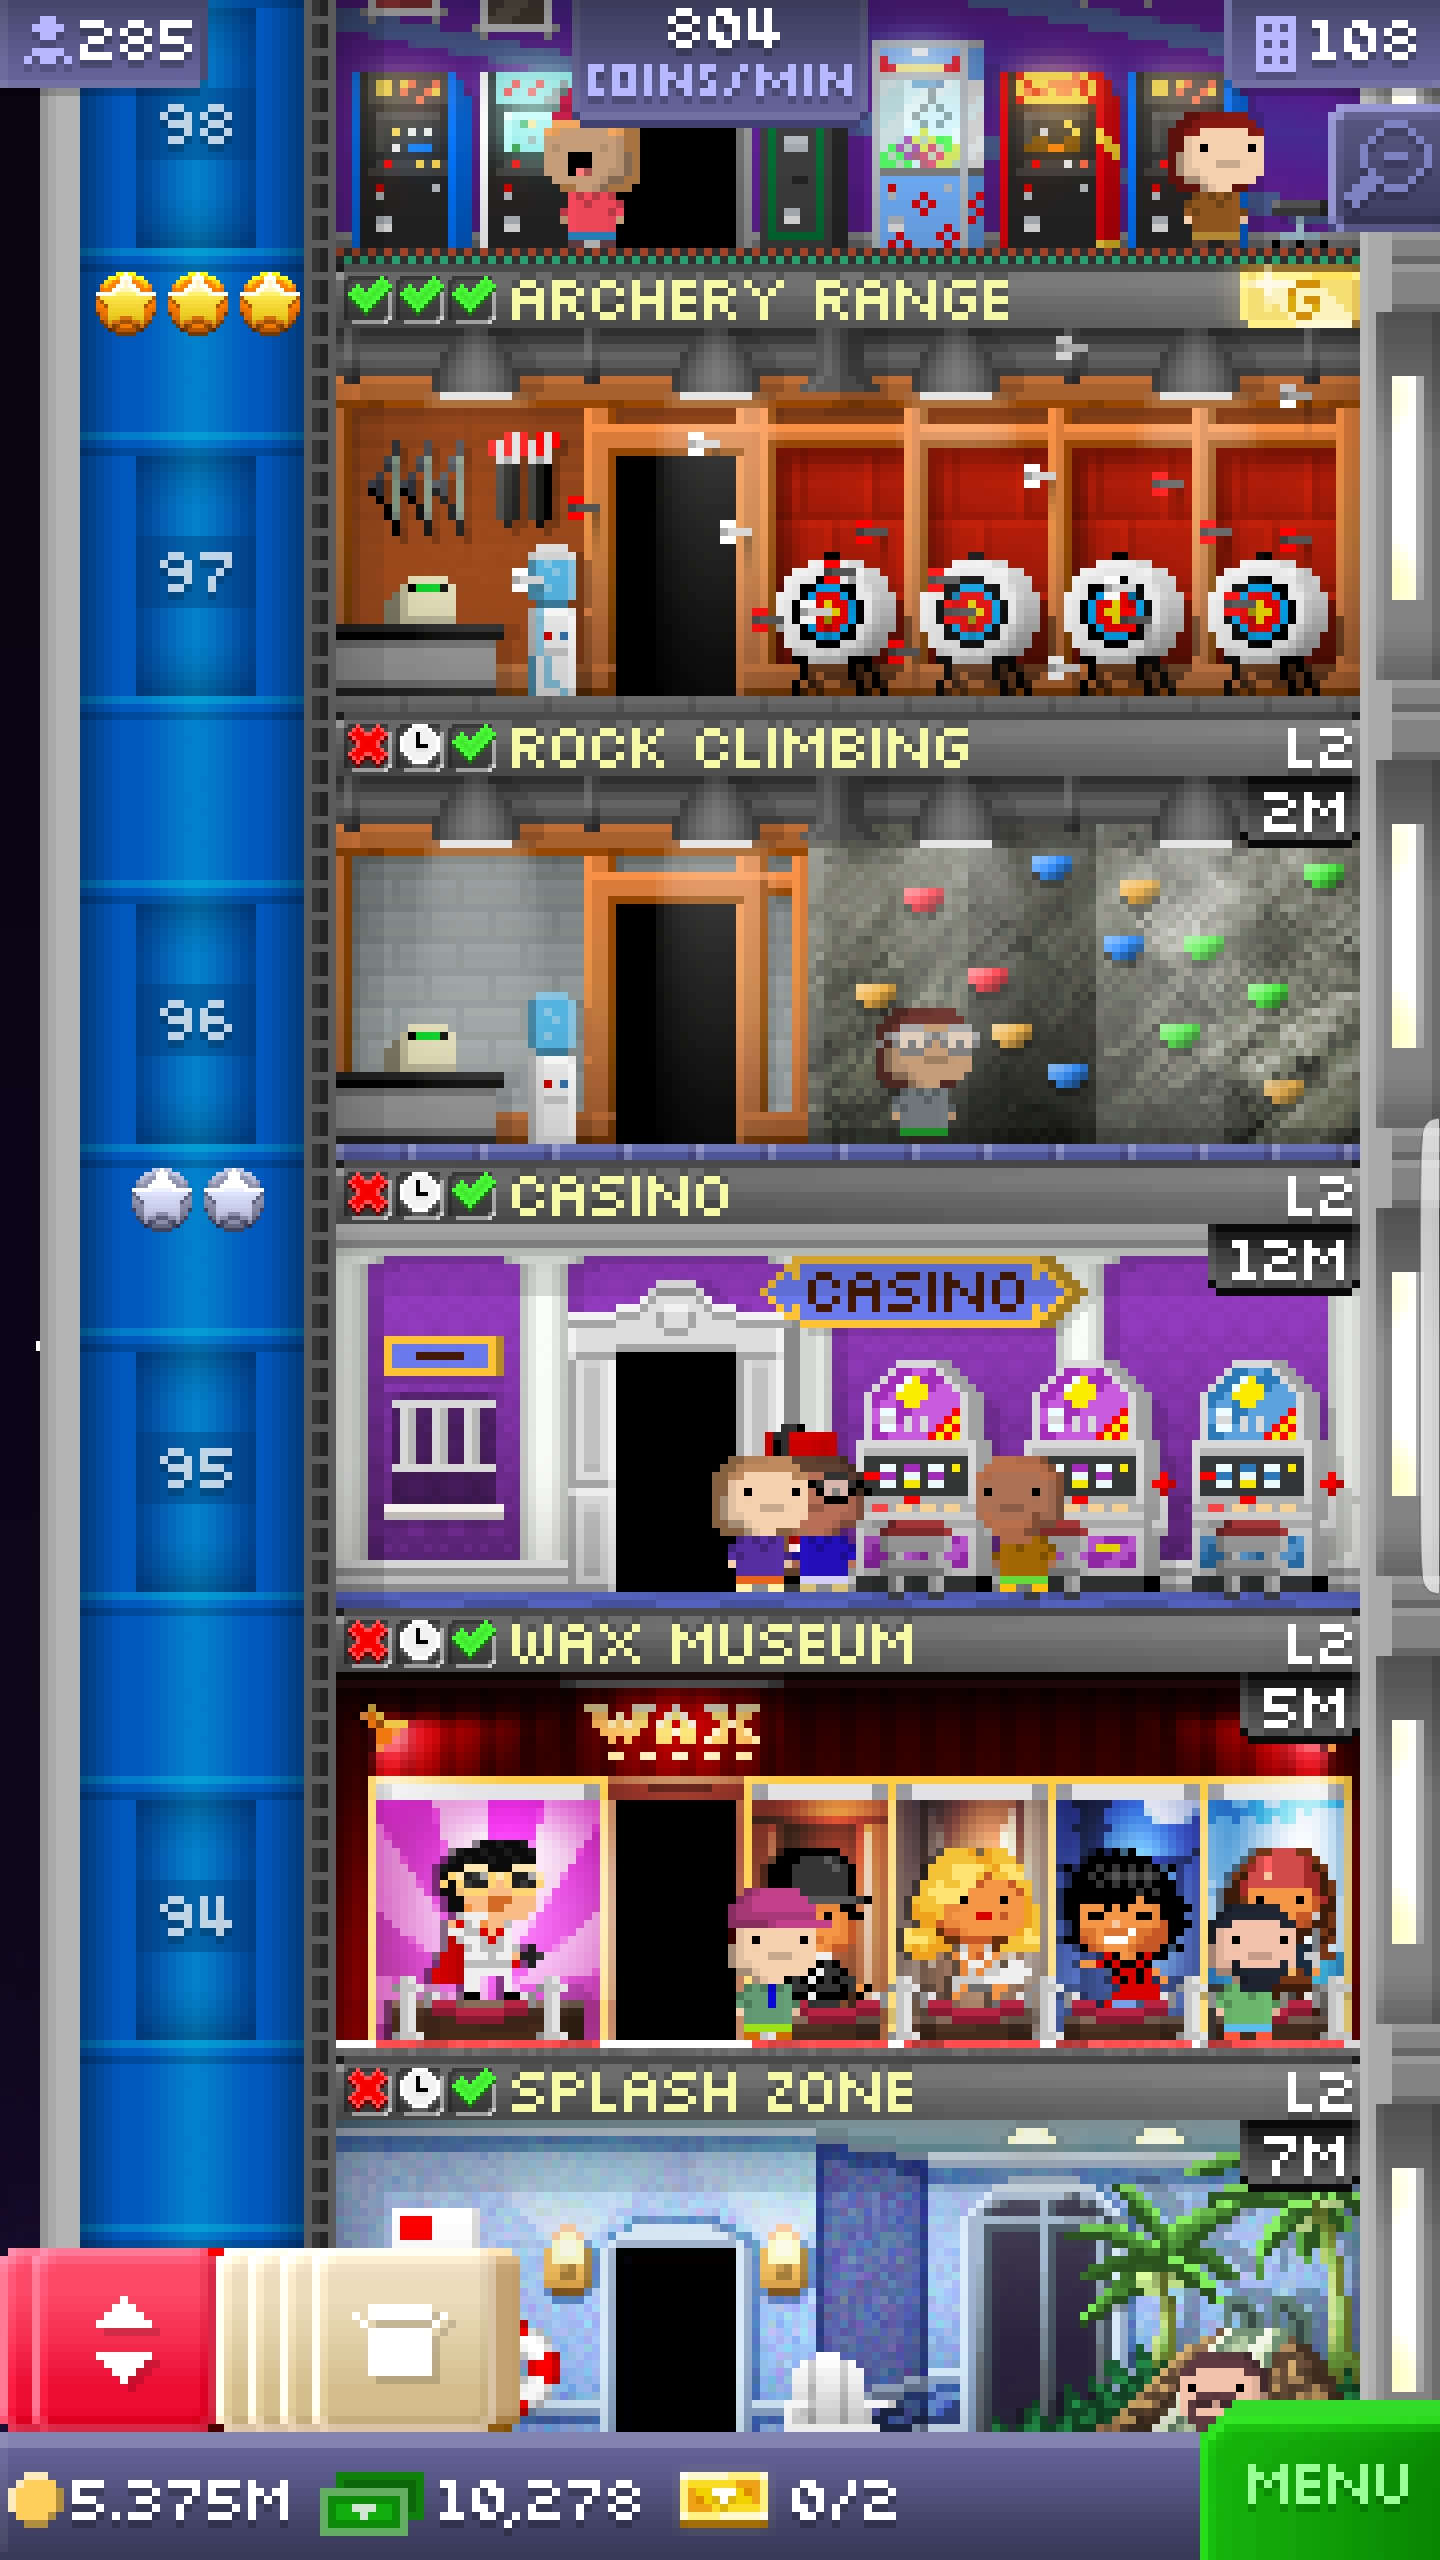 285
804
COINS/MIN
108
98
ARCHERY RANGE
G
97
ROCK CLIMBING L2
2M
96
CASINO L2
12M
CASINO
95
WAX MUSEUM L2
5M
WAX
94
SPLASH ZONE L2
7M
5.375M 10,278 0/2
MENU